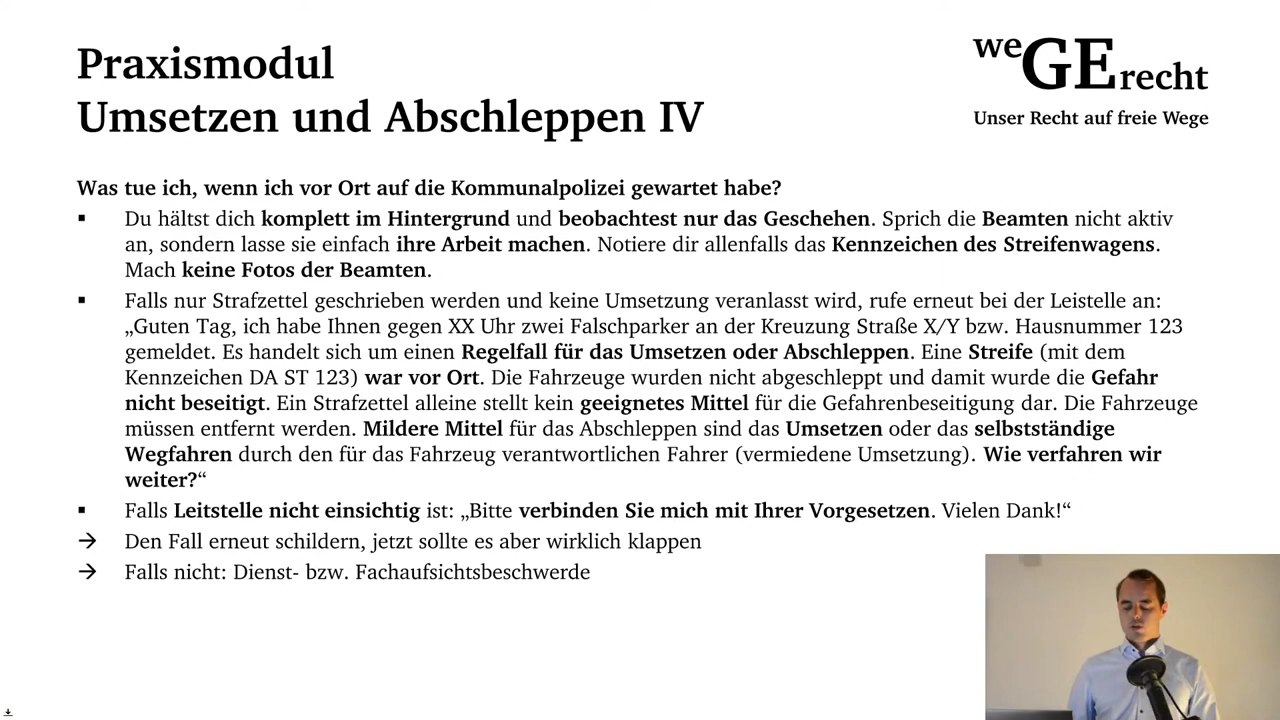 Praxismodul
Umsetzen und Abschleppen IV
weGErecht
Unser Recht auf freie Wege
Was tue ich, wenn ich vor Ort auf die Kommunalpolizei gewartet habe?
▪ Du hältst dich komplett im Hintergrund und beobachtest nur das Geschehen. Sprich die Beamten nicht aktiv
an, sondern lasse sie einfach ihre Arbeit machen. Notiere dir allenfalls das Kennzeichen des Streifenwagens.
Mach keine Fotos der Beamten.
▪ Falls nur Strafzettel geschrieben werden und keine Umsetzung veranlasst wird, rufe erneut bei der Leistelle an:
„Guten Tag, ich habe Ihnen gegen XX Uhr zwei Falschparker an der Kreuzung Straße X/Y bzw. Hausnummer 123
gemeldet. Es handelt sich um einen Regelfall für das Umsetzen oder Abschleppen. Eine Streife (mit dem
Kennzeichen DA ST 123) war vor Ort. Die Fahrzeuge wurden nicht abgeschleppt und damit wurde die Gefahr
nicht beseitigt. Ein Strafzettel alleine stellt kein geeignetes Mittel für die Gefahrenbeseitigung dar. Die Fahrzeuge
müssen entfernt werden. Mildere Mittel für das Abschleppen sind das Umsetzen oder das selbstständige
Wegfahren durch den für das Fahrzeug verantwortlichen Fahrer (vermiedene Umsetzung). Wie verfahren wir
weiter?“
▪ Falls Leitstelle nicht einsichtig ist: „Bitte verbinden Sie mich mit Ihrer Vorgesetzen. Vielen Dank!“
→ Den Fall erneut schildern, jetzt sollte es aber wirklich klappen
→ Falls nicht: Dienst- bzw. Fachaufsichtsbeschwerde